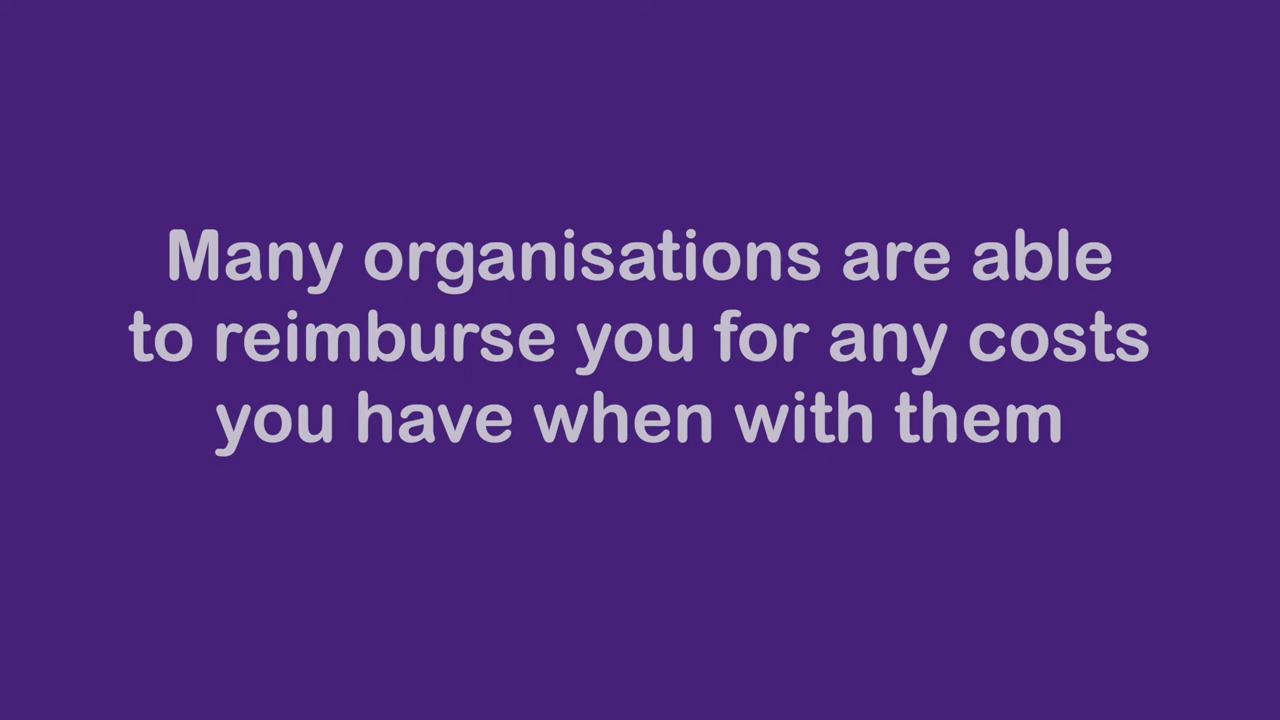 Many organisations are able
to reimburse you for any costs
you have when with them